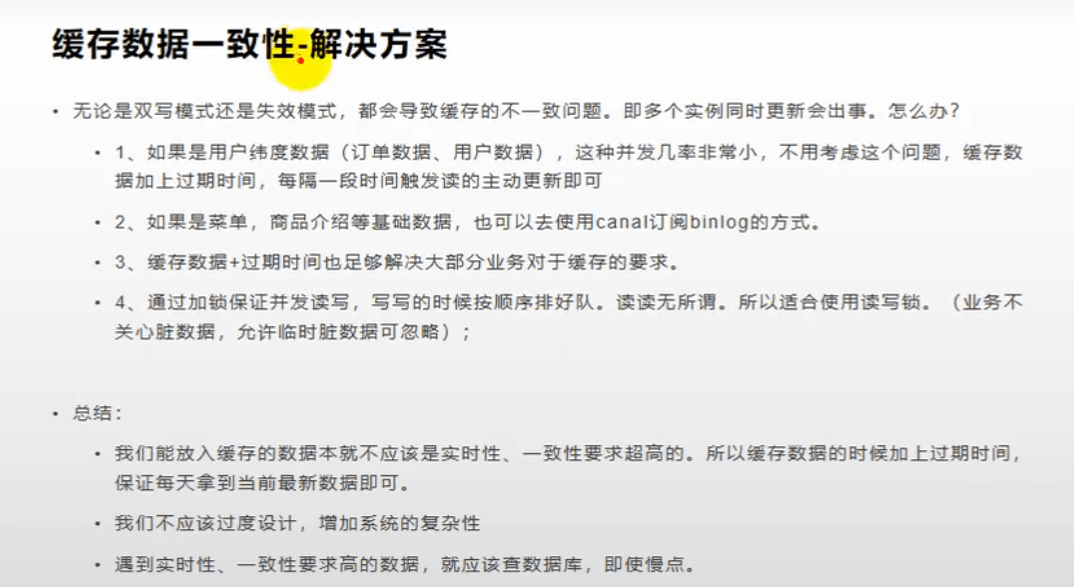 缓存数据一致性-解决方案
• 无论是双写模式还是失效模式，都会导致缓存的不一致问题。即多个实例同时更新会出事。怎么办？
• 1、如果是用户纬度数据（订单数据、用户数据），这种并发几率非常小，不用考虑这个问题，缓存数
据加上过期时间，每隔一段时间触发读的主动更新即可
• 2、如果是菜单，商品介绍等基础数据，也可以去使用canal订阅binlog的方式。
• 3、缓存数据+过期时间也足够解决大部分业务对于缓存的要求。
• 4、通过加锁保证并发读写，写写的时候按顺序排好队。读读无所谓。所以适合使用读写锁。（业务不
关心脏数据，允许临时脏数据可忽略）；
• 总结：
• 我们能放入缓存的数据本就不应该是实时性、一致性要求超高的。所以缓存数据的时候加上过期时间，
保证每天拿到当前最新数据即可。
• 我们不应该过度设计，增加系统的复杂性
• 遇到实时性、一致性要求高的数据，就应该查数据库，即使慢点。